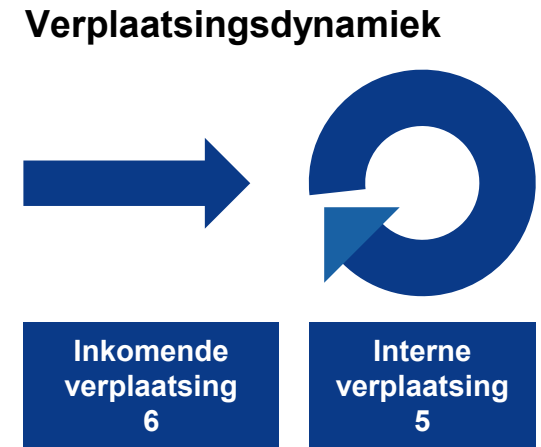 Verplaatsingsdynamiek
Inkomende
verplaatsing
6
Interne
verplaatsing
5